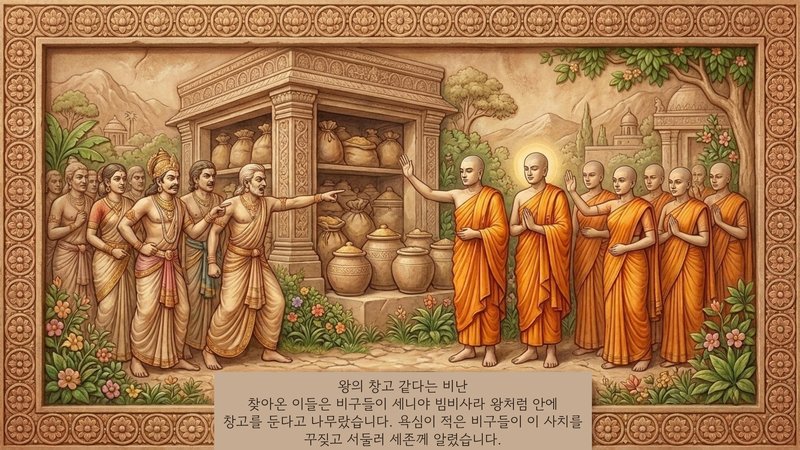 왕의 창고 같다는 비난
찾아온 이들은 비구들이 세니야 빔비사라 왕처럼 안에
창고를 둔다고 나무랐습니다. 욕심이 적은 비구들이 이 사치를
꾸짖고 서둘러 세존께 알렸습니다.